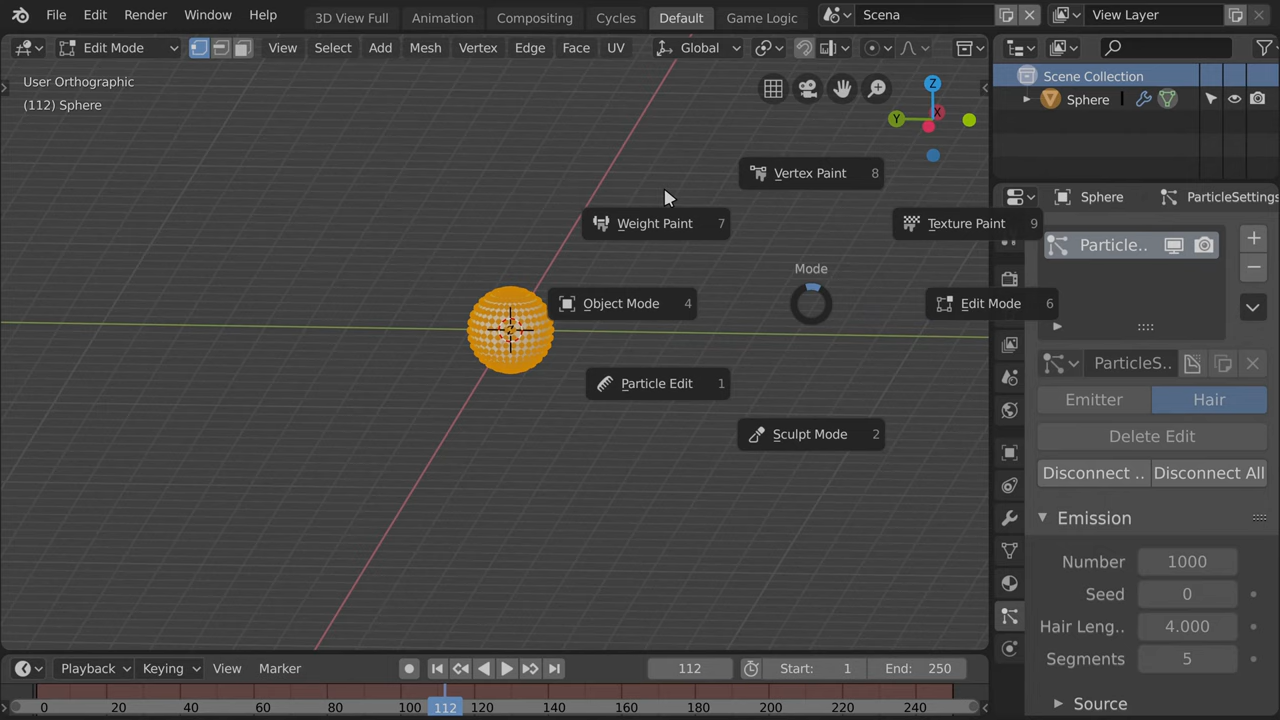 File Edit Render Window Help 3D View Full Animation Compositing Cycles Default Game Logic Scena View Layer
Edit Mode View Select Add Mesh Vertex Edge Face UV Global
User Orthographic
(112) Sphere
Z
Y
X
Scene Collection
Sphere
Vertex Paint 8
Weight Paint 7
Texture Paint 9
Mode
Object Mode 4
Edit Mode 6
Particle Edit 1
Sculpt Mode 2
Sphere ParticleSettings
Particle..
ParticleS..
Emitter Hair
Delete Edit
Disconnect .. Disconnect All
Emission
Number 1000
Seed 0
Hair Leng.. 4.000
Segments 5
Source
Playback Keying View Marker 112 Start: 1 End: 250
0 20 40 60 80 100 112 120 140 160 180 200 220 240